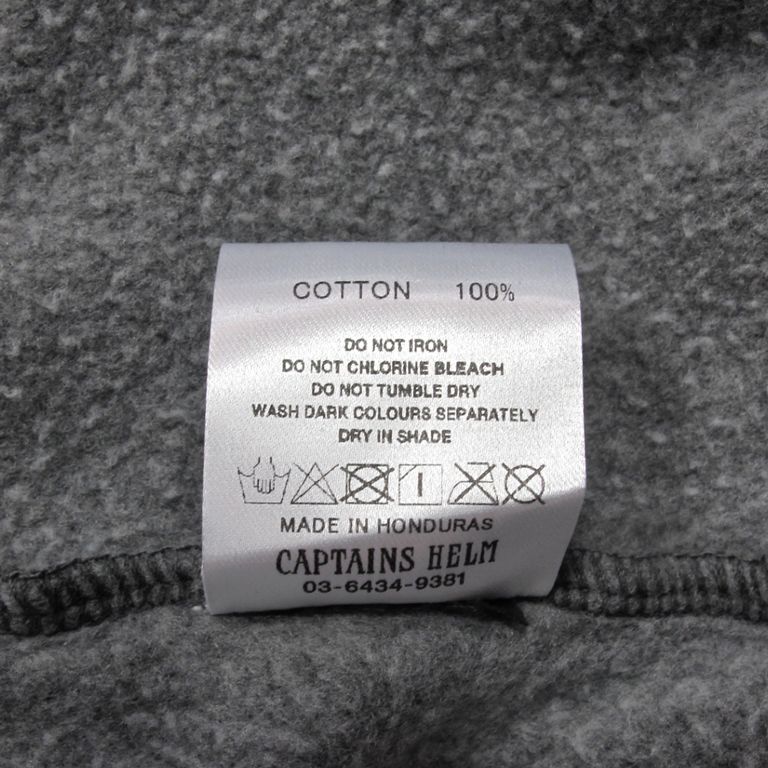 COTTON 100%
DO NOT IRON
DO NOT CHLORINE BLEACH
DO NOT TUMBLE DRY
WASH DARK COLOURS SEPARATELY
DRY IN SHADE
MADE IN HONDURAS
CAPTAINS HELM
03-6434-9381